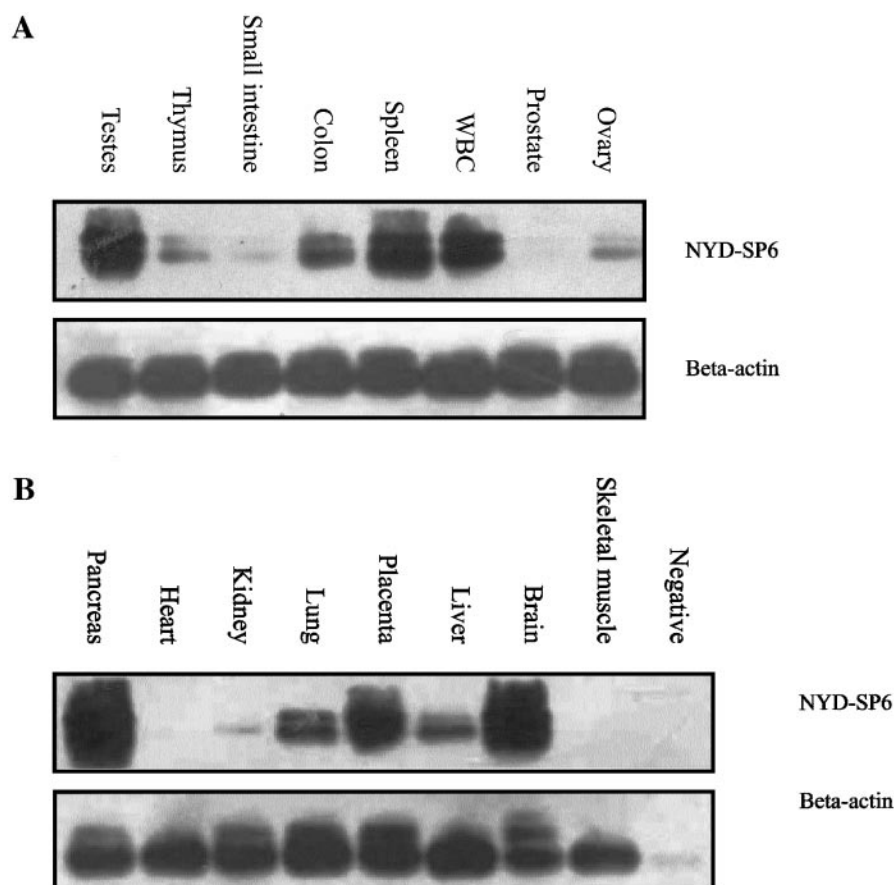 A
Testes
Thymus
Small intestine
Colon
Spleen
WBC
Prostate
Ovary
NYD-SP6
Beta-actin
B
Pancreas
Heart
Kidney
Lung
Placenta
Liver
Brain
Skeletal muscle
Negative
NYD-SP6
Beta-actin